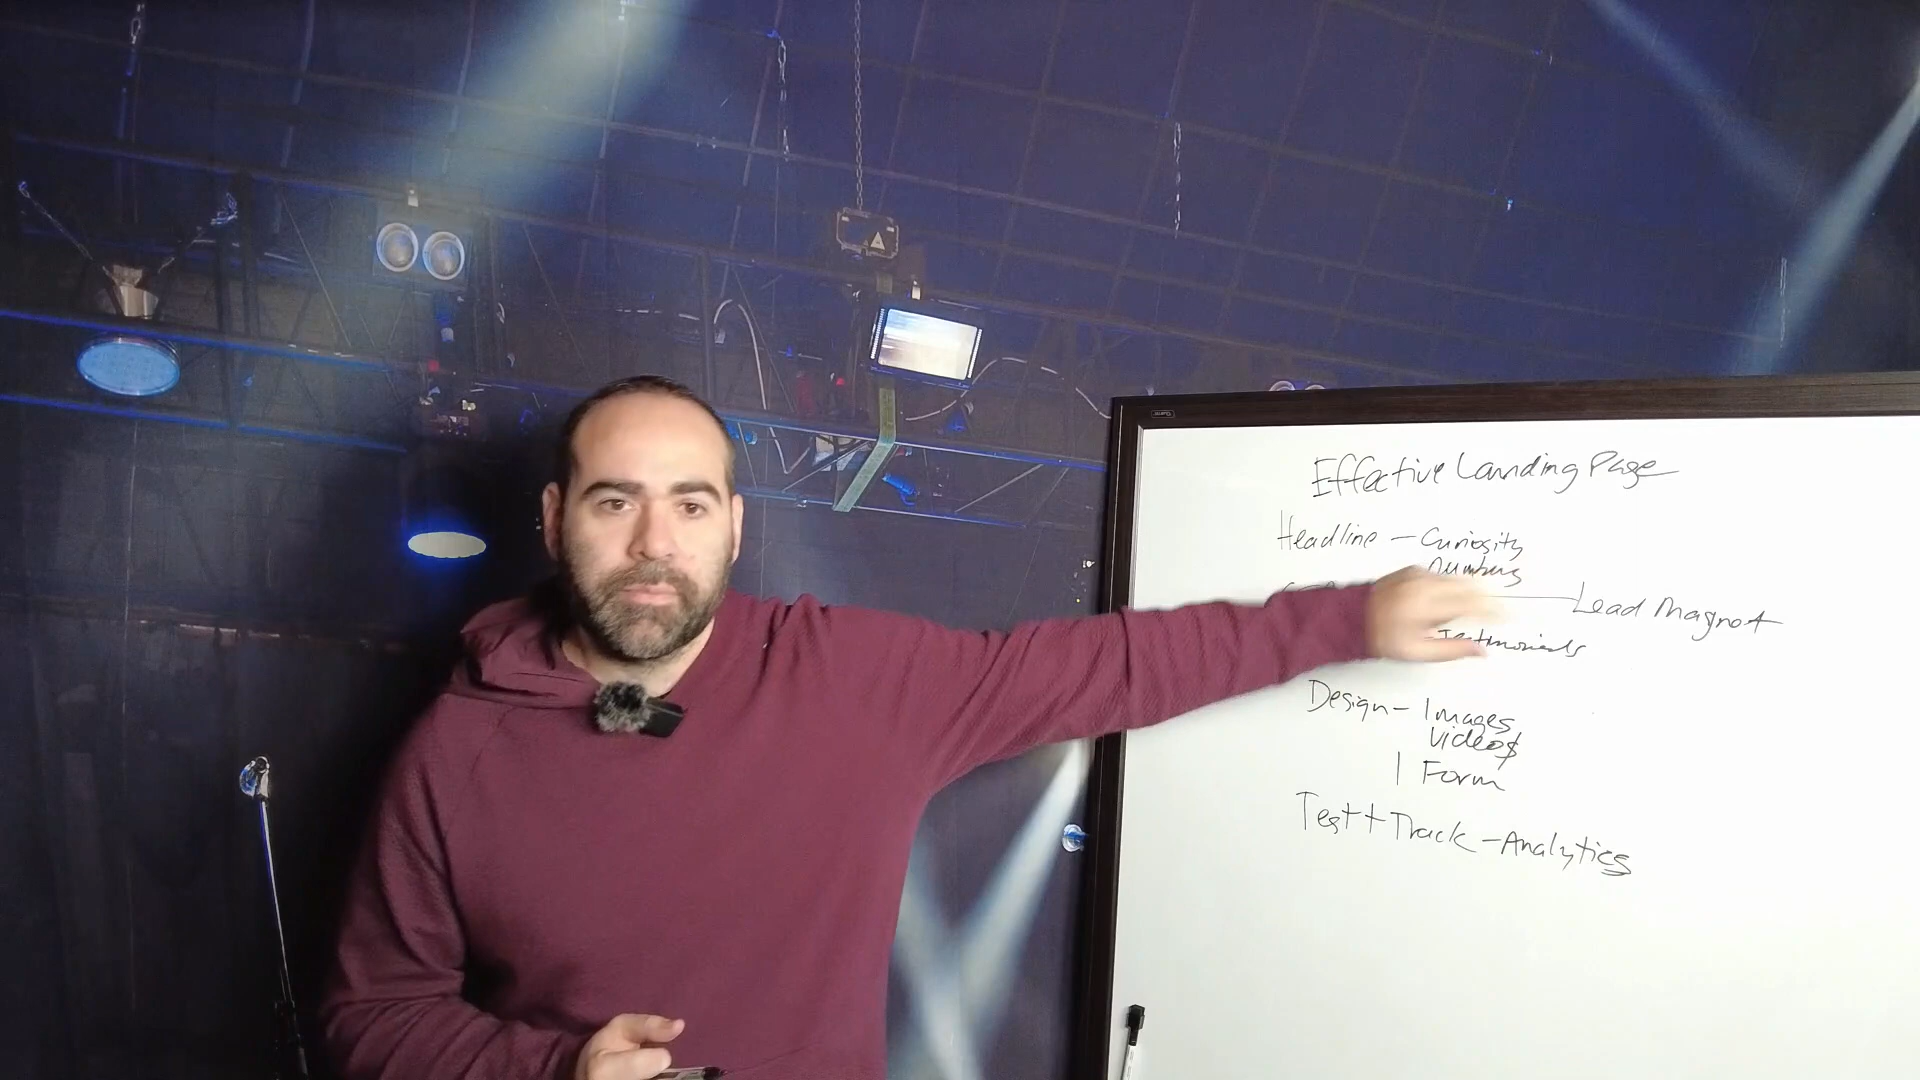 Effective Landing Page
Headline - Curiosity
Numbers
Lead Magnet
Testimonials
Design - Images
Videos
1 Form
Test + Track - Analytics